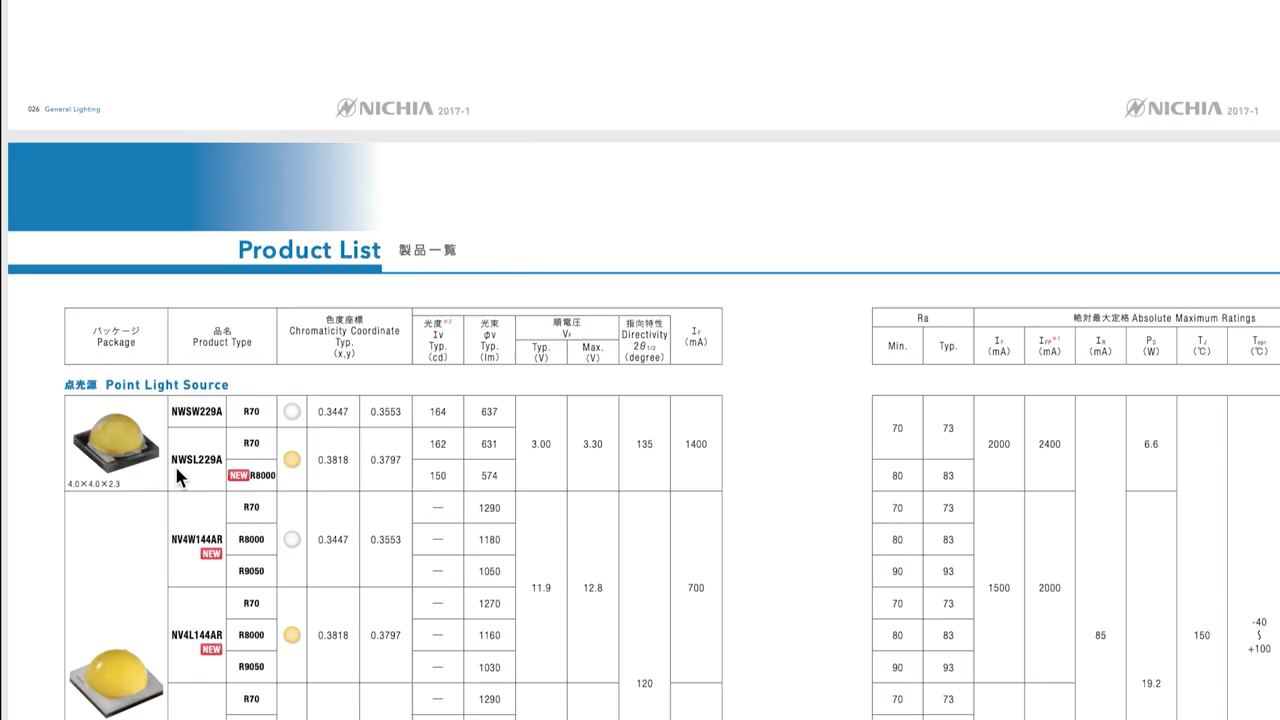 026 General Lighting
NICHIA 2017-1
NICHIA 2017-1
Product List 製品一覧
パッケージ
Package
品名
Product Type
色度座標
Chromaticity Coordinate
Typ.
(x,y)
光度※2
Iv
Typ.
(cd)
光束
Φv
Typ.
(lm)
順電圧
VF
Typ.
(V)
Max.
(V)
指向特性
Directivity
2θ1/2
(degree)
IF
(mA)
Ra
Min.
Typ.
絶対最大定格 Absolute Maximum Ratings
IF
(mA)
IFP※1
(mA)
IR
(mA)
PD
(W)
TJ
(℃)
Topr
(℃)
点光源 Point Light Source
4.0×4.0×2.3
NWSW229A R70 0.3447 0.3553 164 637
NWSL229A R70 0.3818 0.3797 162 631
NEW R8000 150 574
3.00 3.30 135 1400
70 73 2000 2400 6.6
80 83
NV4W144AR
NEW
R70 — 1290 70 73
R8000 0.3447 0.3553 — 1180 80 83
R9050 — 1050 90 93
11.9 12.8 700 1500 2000
NV4L144AR
NEW
R70 — 1270 70 73
R8000 0.3818 0.3797 — 1160 80 83
R9050 — 1030 90 93
85 150 -40
〜
+100
120 19.2
R70 — 1290 70 73